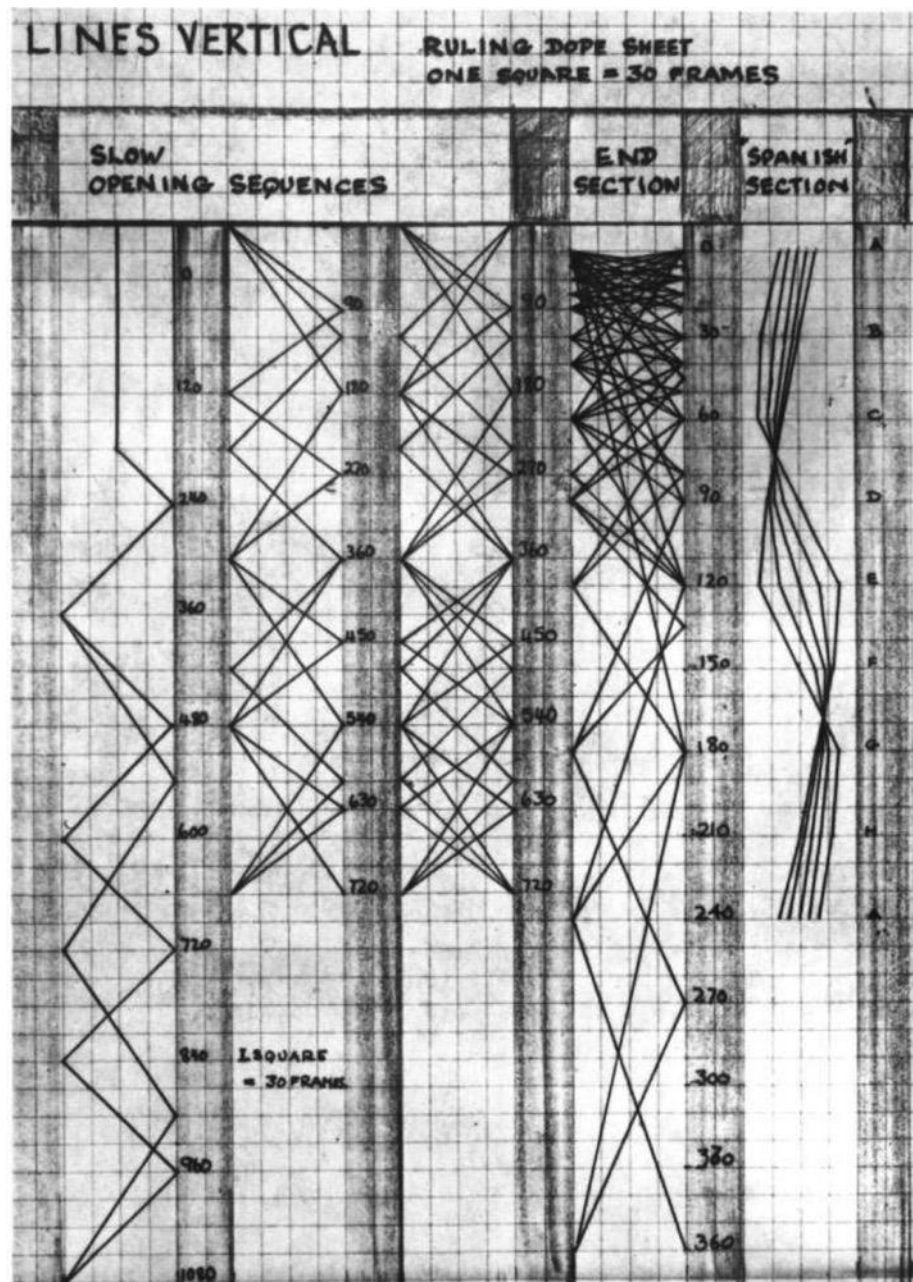 LINES VERTICAL
RULING DOPE SHEET
ONE SQUARE = 30 FRAMES
SLOW
OPENING SEQUENCES
END
SECTION
"SPANISH"
SECTION
0
120
240
360
480
600
720
840
960
1080
90
180
270
360
450
540
630
720
1 SQUARE
= 30 FRAMES
90
180
270
360
450
540
630
720
0
30
60
90
120
150
180
210
240
270
300
360
A
B
C
D
E
F
G
H
A